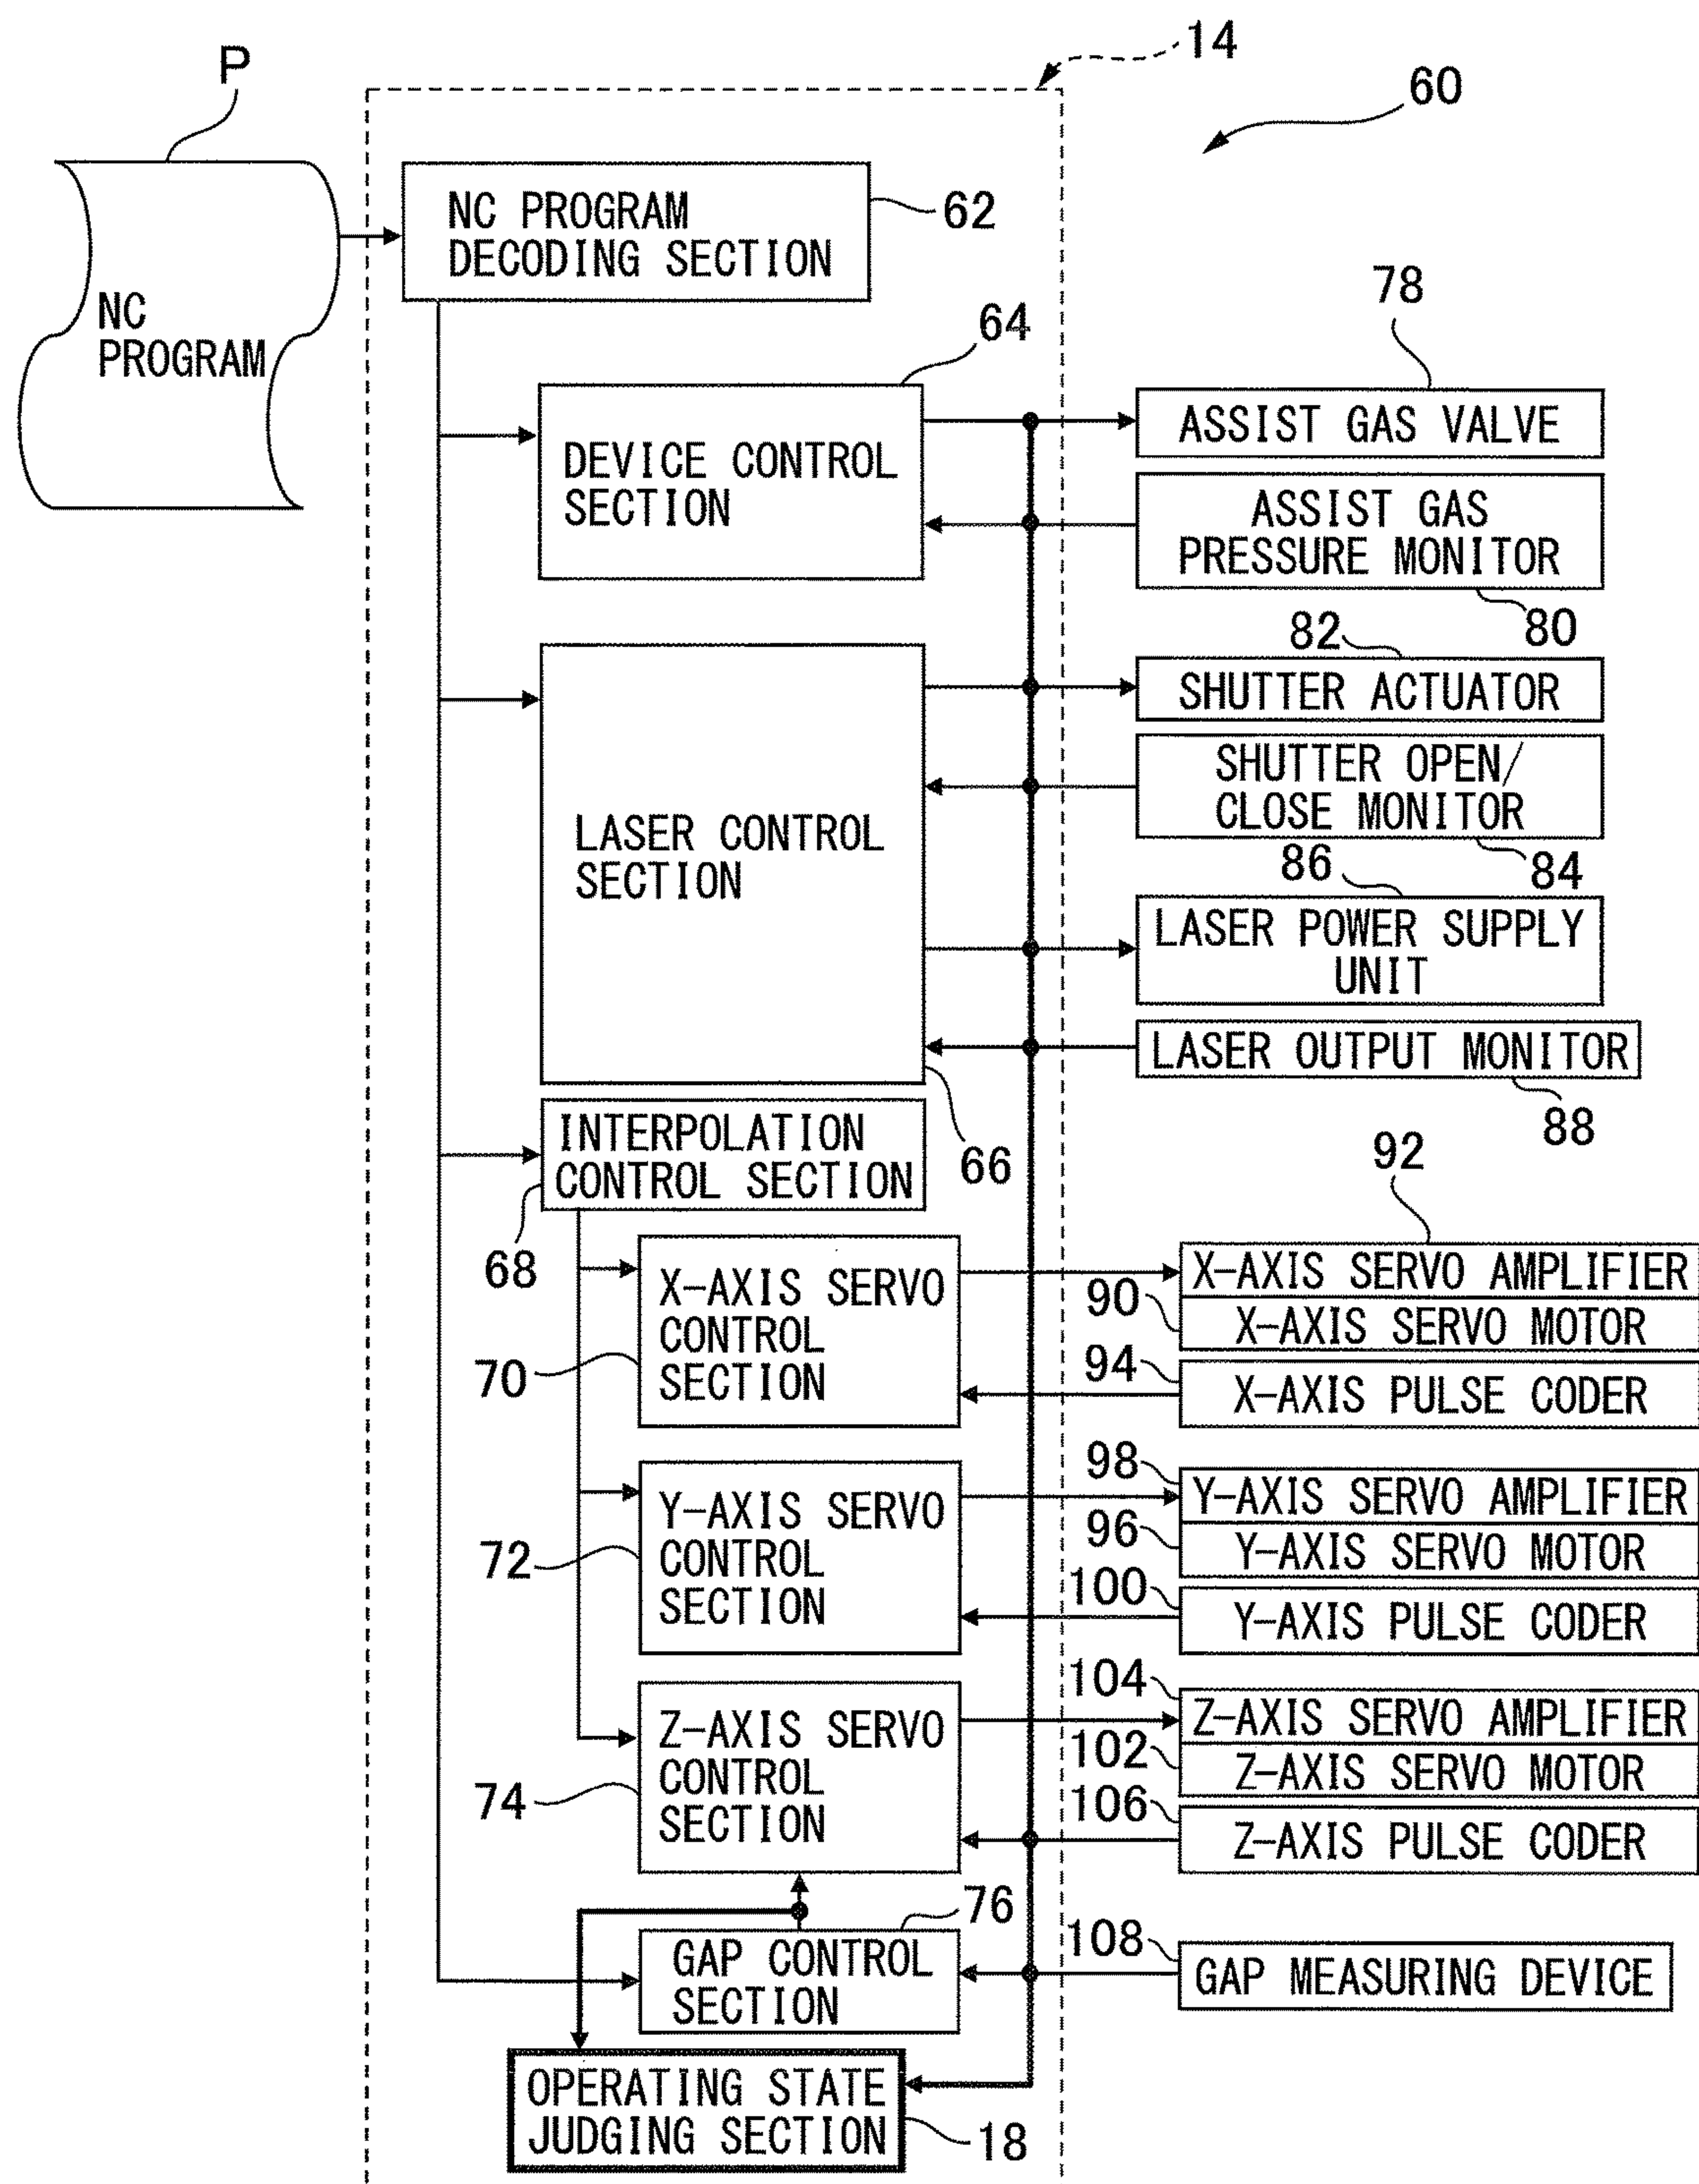 14
P
60
NC PROGRAM
DECODING SECTION
62
NC
PROGRAM
78
64
ASSIST GAS VALVE
DEVICE CONTROL
SECTION
ASSIST GAS
PRESSURE MONITOR
80
82
SHUTTER ACTUATOR
SHUTTER OPEN/
CLOSE MONITOR
84
LASER CONTROL
SECTION
86
LASER POWER SUPPLY
UNIT
LASER OUTPUT MONITOR
88
66
INTERPOLATION
CONTROL SECTION
68
92
X-AXIS SERVO
CONTROL
SECTION
70
X-AXIS SERVO AMPLIFIER
90
X-AXIS SERVO MOTOR
94
X-AXIS PULSE CODER
Y-AXIS SERVO
CONTROL
SECTION
72
98
Y-AXIS SERVO AMPLIFIER
96
Y-AXIS SERVO MOTOR
100
Y-AXIS PULSE CODER
Z-AXIS SERVO
CONTROL
SECTION
74
104
Z-AXIS SERVO AMPLIFIER
102
Z-AXIS SERVO MOTOR
106
Z-AXIS PULSE CODER
76
GAP CONTROL
SECTION
108
GAP MEASURING DEVICE
OPERATING STATE
JUDGING SECTION
18